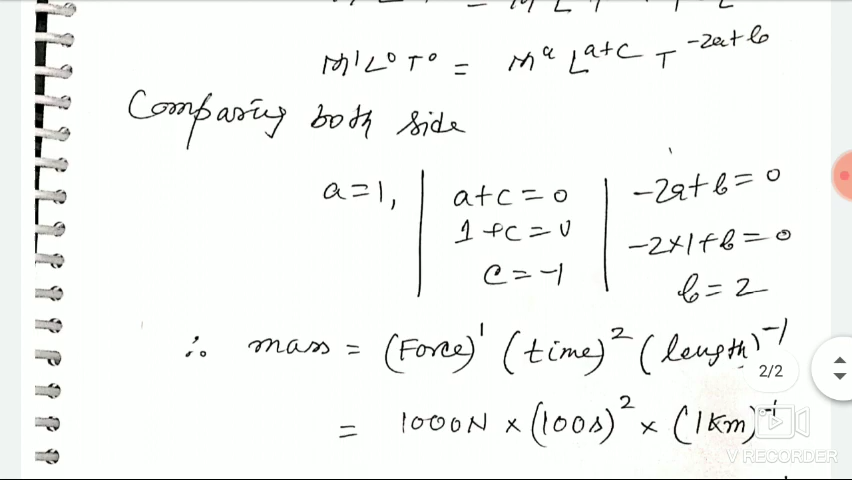 M¹L⁰T⁰ = Mᵃ Lᵃ⁺ᶜ T⁻²ᵃ⁺ᵇ
Comparing both side
a=1, | a+c=0 | -2a+b=0
1+c=0 | -2×1+b=0
c=-1 | b=2
∴ mass = (Force)¹ (time)² (length)⁻¹
2/2
= 1000N × (100s)² × (1Km)⁻¹
V RECORDER